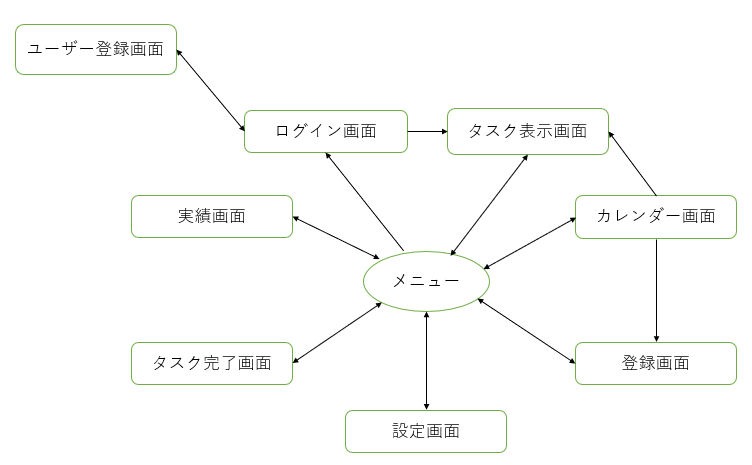 ユーザー登録画面
ログイン画面
タスク表示画面
実績画面
カレンダー画面
メニュー
タスク完了画面
登録画面
設定画面